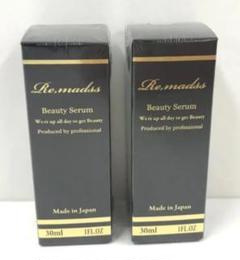 Re,madss
Beauty Serum
We rt up all day to get Beauty
Produced by professional
Made in Japan
30ml 1FL.OZ
Re,madss
Beauty Serum
We rt up all day to get Beauty
Produced by professional
Made in Japan
30ml 1FL.OZ